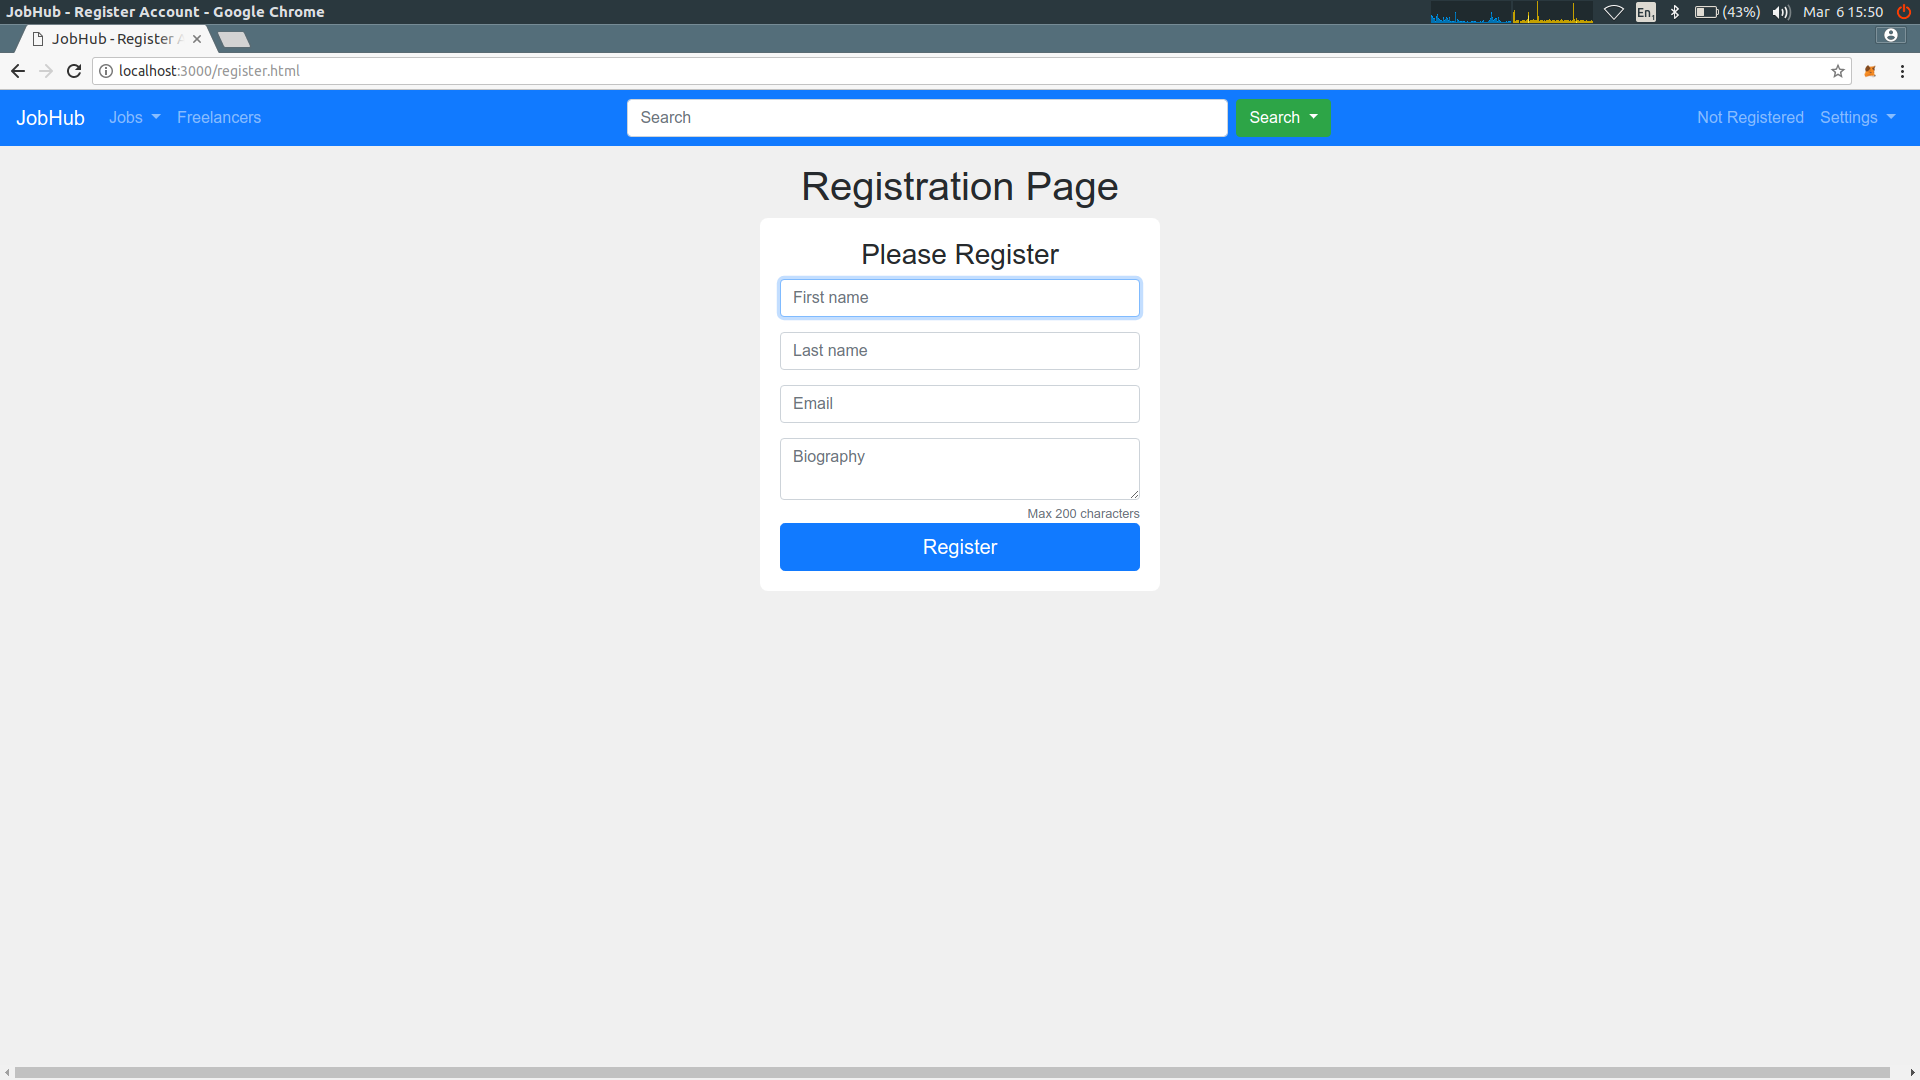 JobHub - Register Account - Google Chrome
En1 (43%) Mar 6 15:50
JobHub - Register A
localhost:3000/register.html
JobHub Jobs Freelancers Search Search Not Registered Settings
Registration Page
Please Register
First name
Last name
Email
Biography
Max 200 characters
Register